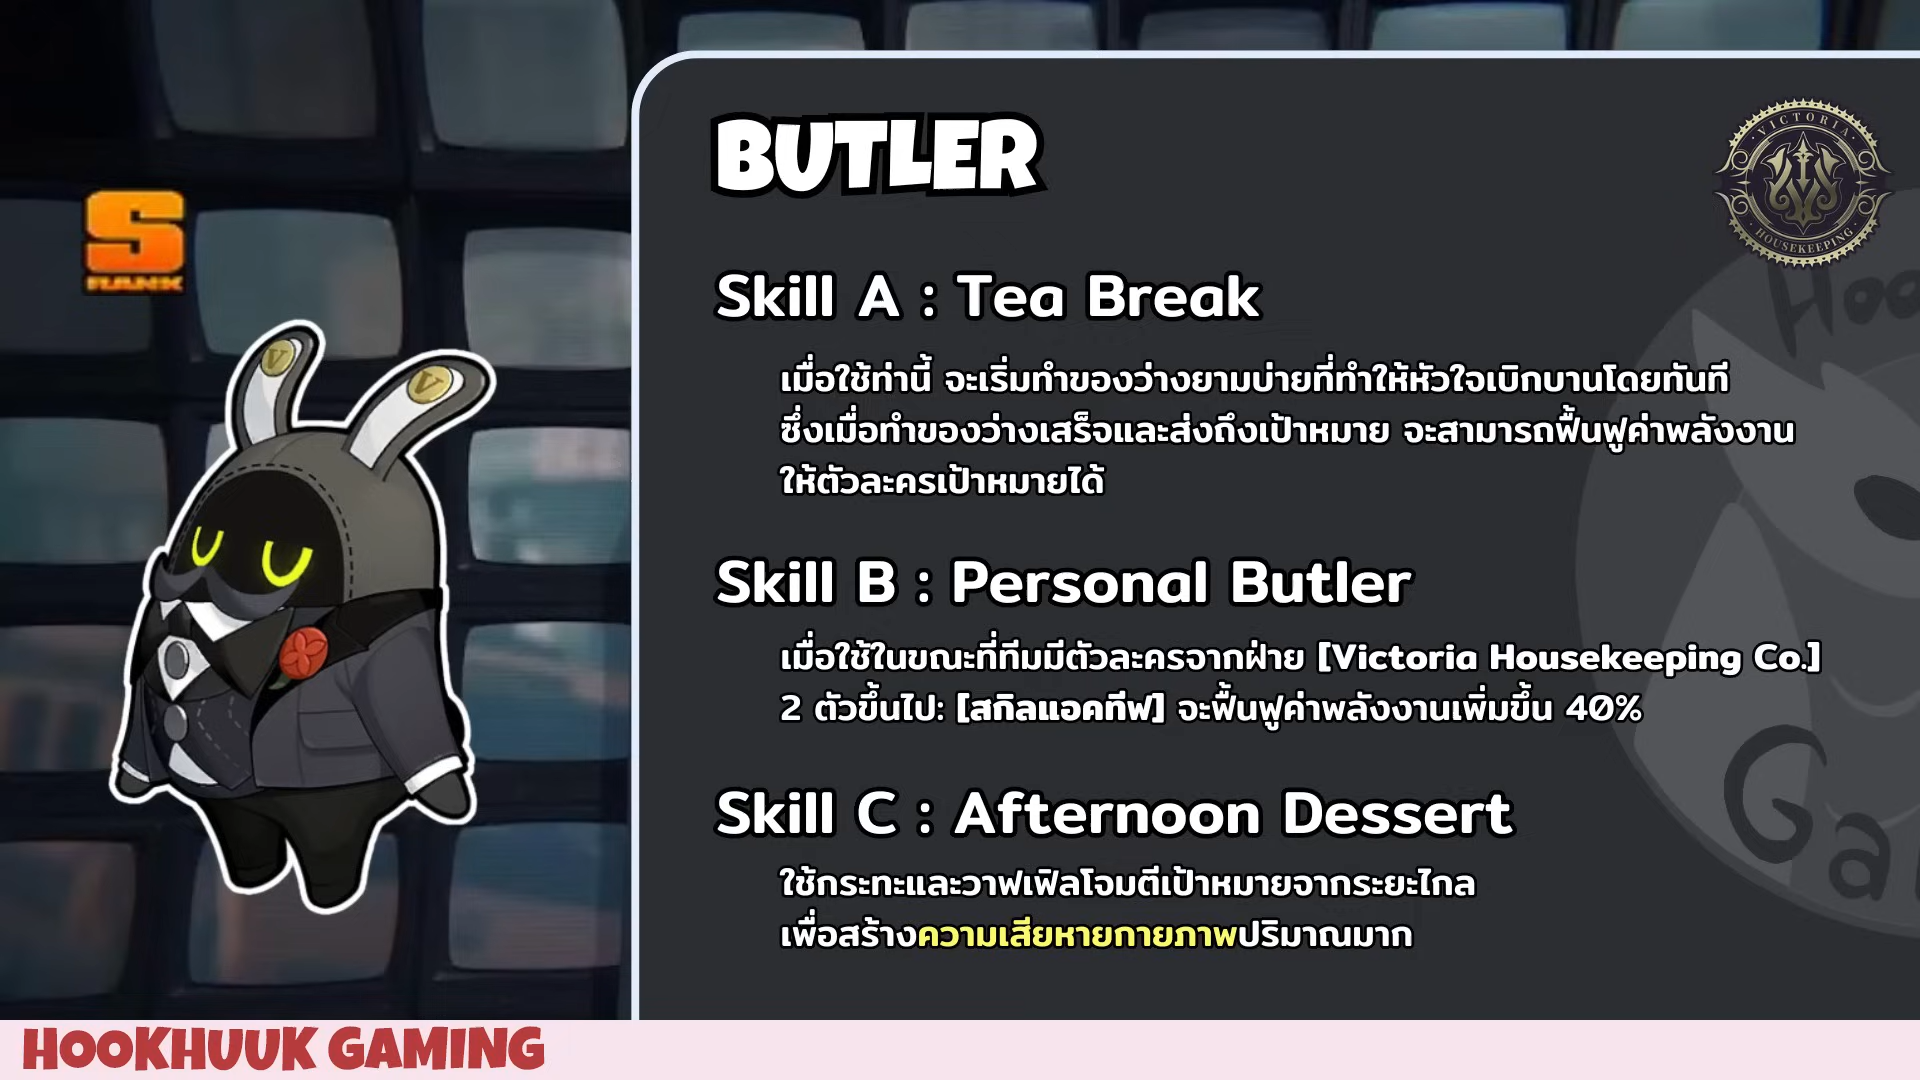 S
RANK
V
V
BUTLER
VICTORIA
HOUSEKEEPING
Skill A : Tea Break
เมื่อใช้ท่านี้ จะเริ่มทำของว่างยามบ่ายที่ทำให้หัวใจเบิกบานโดยทันที
ซึ่งเมื่อทำของว่างเสร็จและส่งถึงเป้าหมาย จะสามารถฟื้นฟูค่าพลังงาน
ให้ตัวละครเป้าหมายได้
Skill B : Personal Butler
เมื่อใช้ในขณะที่ทีมมีตัวละครจากฝ่าย [Victoria Housekeeping Co.]
2 ตัวขึ้นไป: [สกิลแอคทีฟ] จะฟื้นฟูค่าพลังงานเพิ่มขึ้น 40%
Skill C : Afternoon Dessert
ใช้กระทะและวาฟเฟิลโจมตีเป้าหมายจากระยะไกล
เพื่อสร้างความเสียหายกายภาพปริมาณมาก
HOOKHUUK GAMING